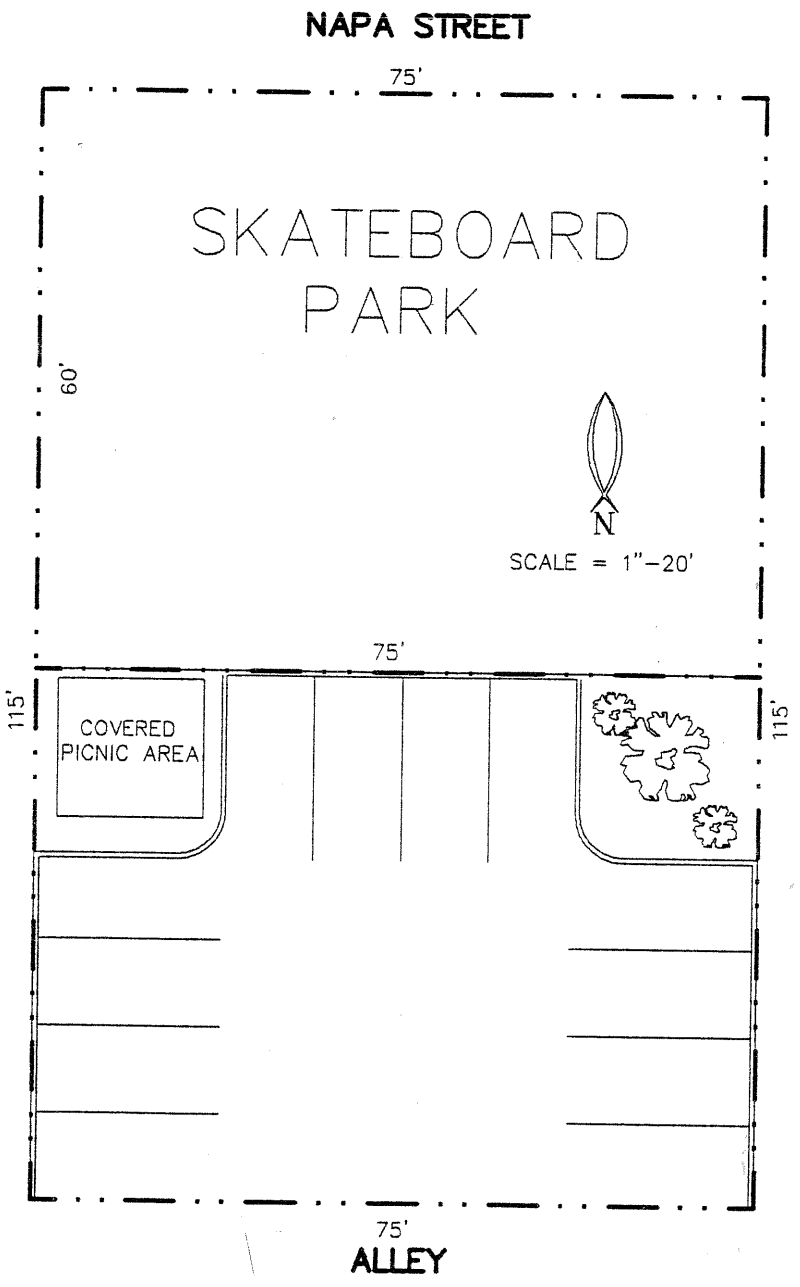 NAPA STREET
75'
SKATEBOARD
PARK
60'
N
SCALE = 1"-20'
75'
115'
115'
COVERED
PICNIC AREA
75'
ALLEY